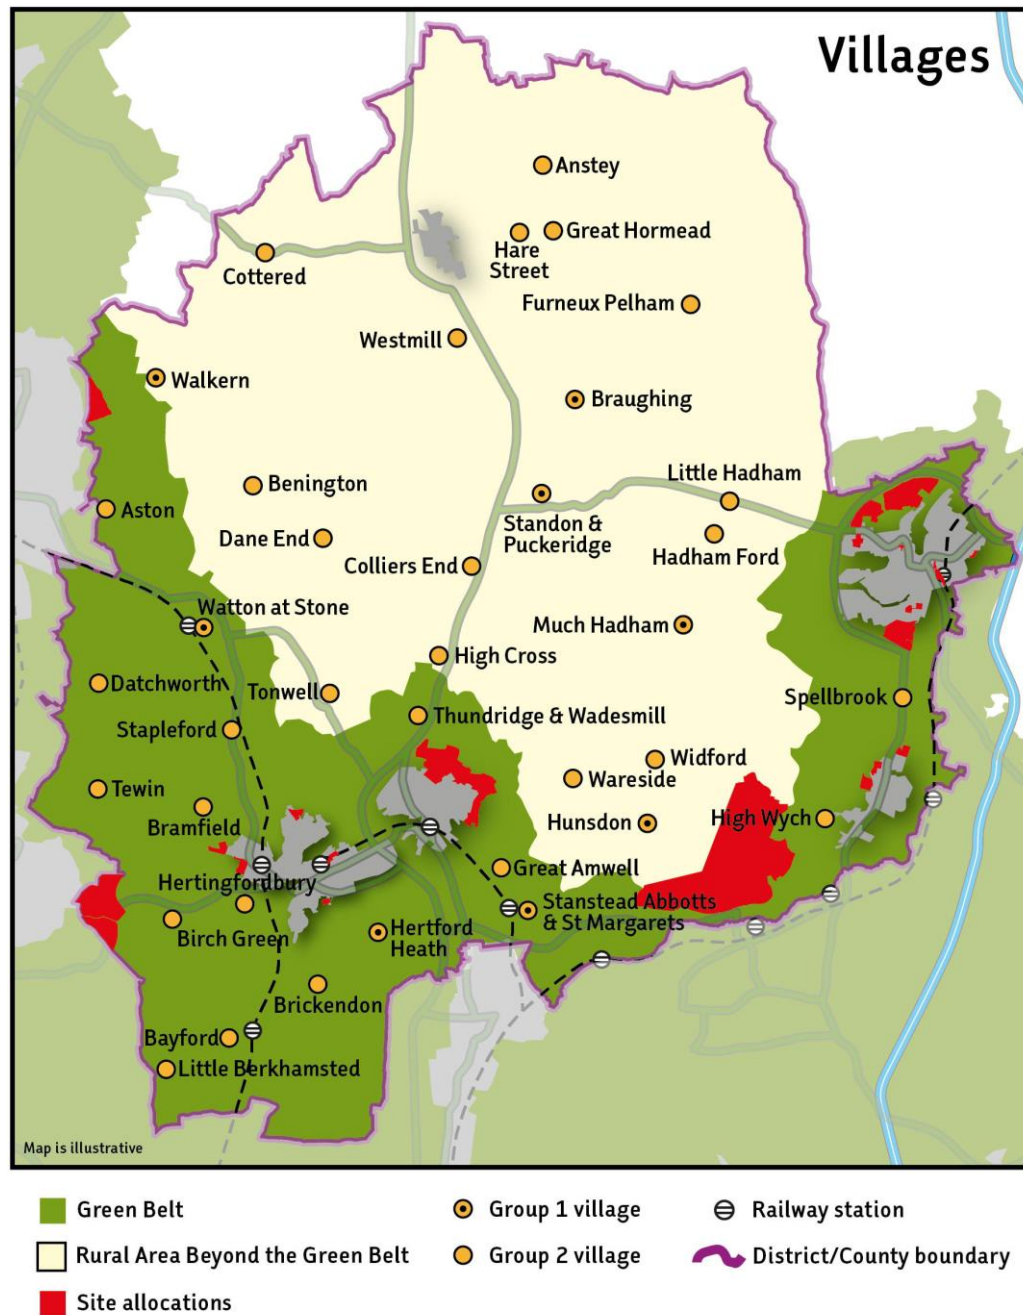 Villages
Anstey
Great Hormead
Hare
Street
Cottered
Furneux Pelham
Westmill
Walkern
Braughing
Little Hadham
Benington
Aston
Standon &
Puckeridge
Dane End
Hadham Ford
Colliers End
Watton at Stone
Much Hadham
High Cross
Datchworth
Tonwell
Spellbrook
Thundridge & Wadesmill
Stapleford
Widford
Wareside
Tewin
Bramfield
Hunsdon
High Wych
Great Amwell
Hertingfordbury
Stanstead Abbotts
& St Margarets
Birch Green
Hertford
Heath
Brickendon
Bayford
Little Berkhamsted
Map is illustrative
Green Belt
Group 1 village
Railway station
Rural Area Beyond the Green Belt
Group 2 village
District/County boundary
Site allocations